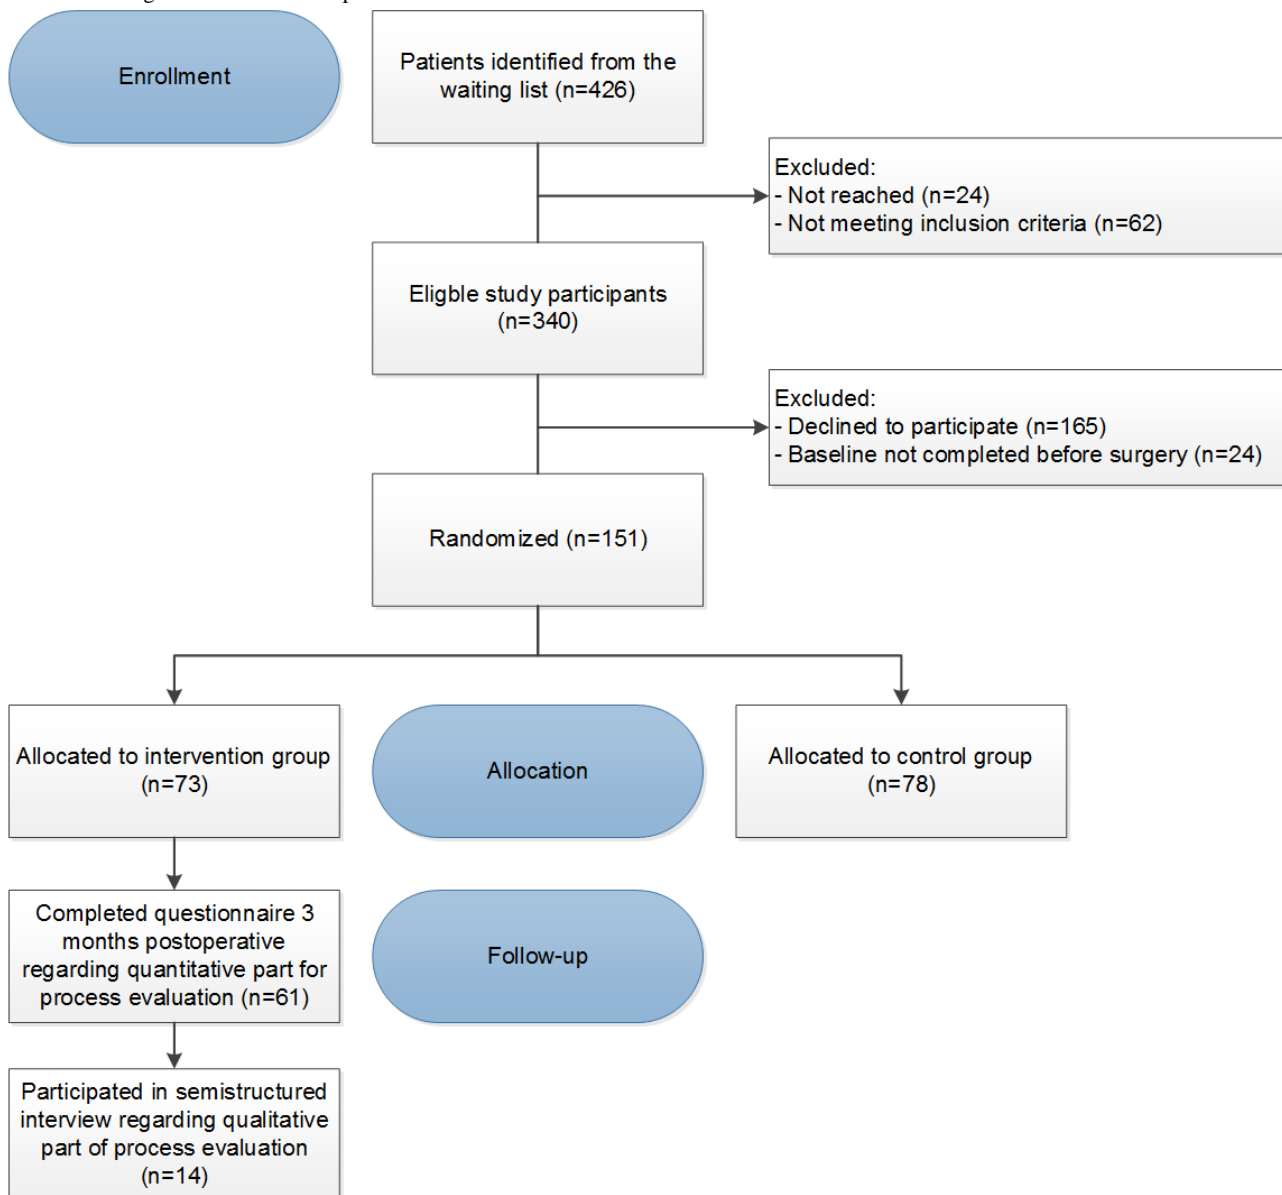 Enrollment
Patients identified from the
waiting list (n=426)
Excluded:
- Not reached (n=24)
- Not meeting inclusion criteria (n=62)
Eligble study participants
(n=340)
Excluded:
- Declined to participate (n=165)
- Baseline not completed before surgery (n=24)
Randomized (n=151)
Allocated to intervention group
(n=73)
Allocation
Allocated to control group
(n=78)
Completed questionnaire 3
months postoperative
regarding quantitative part for
process evaluation (n=61)
Follow-up
Participated in semistructured
interview regarding qualitative
part of process evaluation
(n=14)